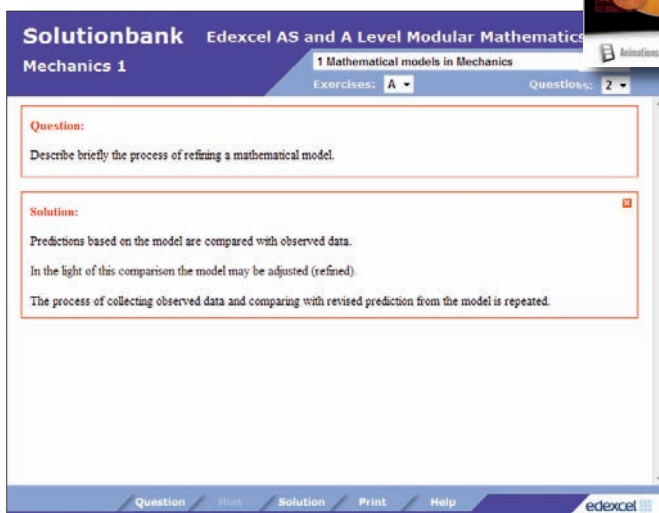 Solutionbank Edexcel AS and A Level Modular Mathematics
Mechanics 1
1 Mathematical models in Mechanics
Exercises: A
Questions: 2
Animations
Question:
Describe briefly the process of refining a mathematical model.
Solution:
Predictions based on the model are compared with observed data.
In the light of this comparison the model may be adjusted (refined).
The process of collecting observed data and comparing with revised prediction from the model is repeated.
Question Hint Solution Print Help
edexcel